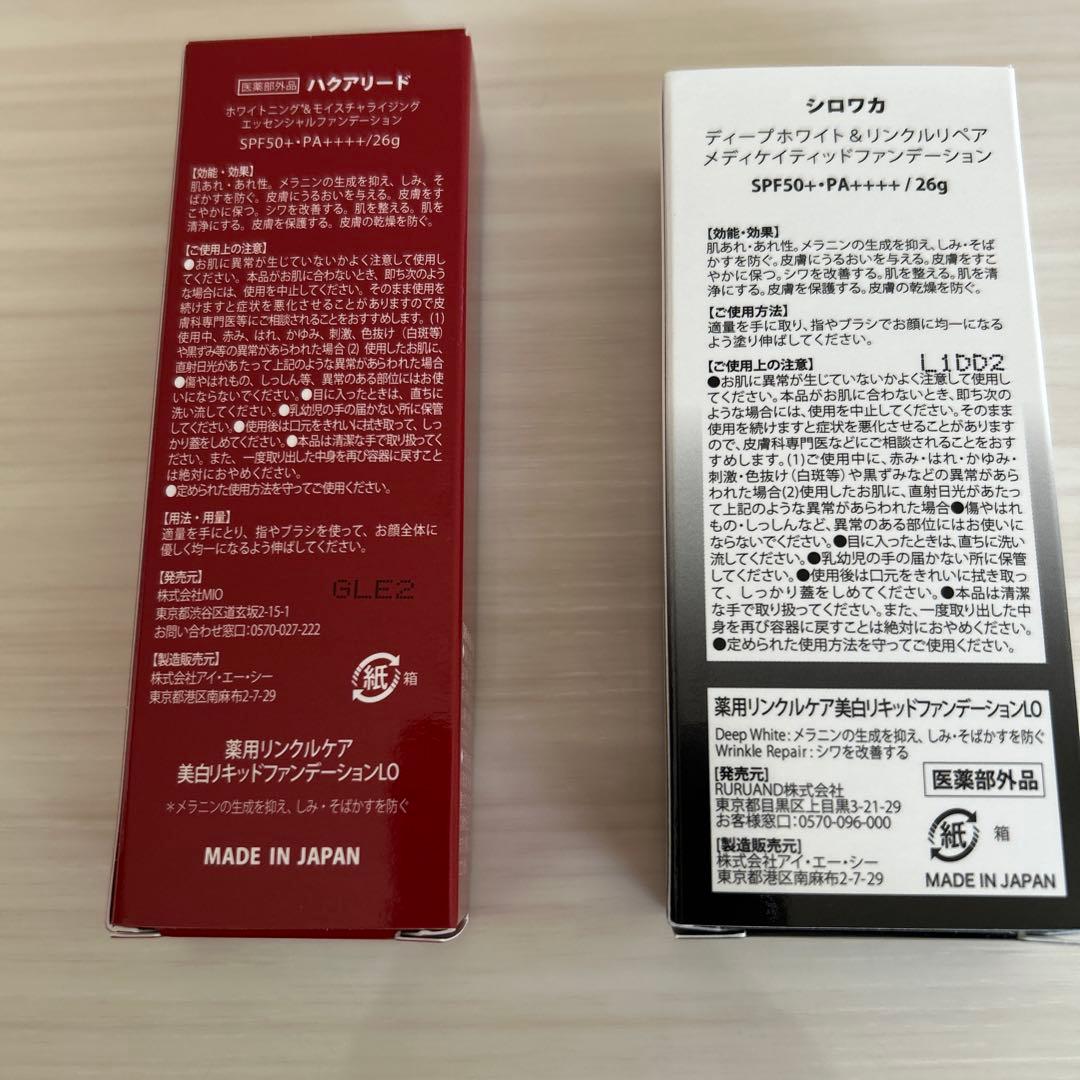 医薬部外品 ハクアリード
ホワイトニング*&モイスチャライジング
エッセンシャルファンデーション
SPF50+・PA++++/26g
【効能・効果】
肌あれ・あれ性。メラニンの生成を抑え、しみ、そ
ばかすを防ぐ。皮膚にうるおいを与える。皮膚をす
こやかに保つ。シワを改善する。肌を整える。肌を
清浄にする。皮膚を保護する。皮膚の乾燥を防ぐ。
【ご使用上の注意】
●お肌に異常が生じていないかよく注意して使用し
てください。本品がお肌に合わないとき、即ち次のよう
な場合には、使用を中止してください。そのまま使用を
続けますと症状を悪化させることがありますので皮
膚科専門医等にご相談されることをおすすめします。(1)
使用中、赤み、はれ、かゆみ、刺激、色抜け(白斑等)
や黒ずみ等の異常があらわれた場合(2) 使用したお肌に、
直射日光があたって上記のような異常があらわれた場合
●傷やはれもの、しっしん等、異常のある部位にはお使
いにならないでください。●目に入ったときは、直ちに
洗い流してください。●乳幼児の手の届かない所に保管
してください。●使用後は口元をきれいに拭き取って、しっ
かり蓋をしめてください。●本品は清潔な手で取り扱ってく
ださい。また、一度取り出した中身を再び容器に戻すこと
は絶対におやめください。
●定められた使用方法を守ってご使用ください。
【用法・用量】
適量を手にとり、指やブラシを使って、お顔全体に
優しく均一になるよう伸ばしてください。
【発売元】
株式会社MIO
東京都渋谷区道玄坂2-15-1
お問い合わせ窓口:0570-027-222
GLE2
【製造販売元】
株式会社アイ・エー・シー
東京都港区南麻布2-7-29
紙 箱
薬用リンクルケア
美白リキッドファンデーションLO
*メラニンの生成を抑え、しみ・そばかすを防ぐ
MADE IN JAPAN
シロワカ
ディープホワイト&リンクルリペア
メディケイティッドファンデーション
SPF50+・PA++++ / 26g
【効能・効果】
肌あれ・あれ性。メラニンの生成を抑え、しみ・そば
かすを防ぐ。皮膚にうるおいを与える。皮膚をすこ
やかに保つ。シワを改善する。肌を整える。肌を清
浄にする。皮膚を保護する。皮膚の乾燥を防ぐ。
【ご使用方法】
適量を手に取り、指やブラシでお顔に均一になる
よう塗り伸ばしてください。
【ご使用上の注意】 L1DD2
●お肌に異常が生じていないかよく注意して使用し
てください。本品がお肌に合わないとき、即ち次の
ような場合には、使用を中止してください。そのまま
使用を続けますと症状を悪化させることがあります
ので、皮膚科専門医などにご相談されることをおす
すめします。(1)ご使用中に、赤み・はれ・かゆみ・
刺激・色抜け(白斑等)や黒ずみなどの異常があら
われた場合(2)使用したお肌に、直射日光があたっ
て上記のような異常があらわれた場合●傷やはれ
もの・しっしんなど、異常のある部位にはお使いに
ならないでください。●目に入ったときは、直ちに洗い
流してください。●乳幼児の手の届かない所に保管
してください。●使用後は口元をきれいに拭き取っ
て、しっかり蓋をしめてください。●本品は清潔
な手で取り扱ってください。また、一度取り出した中
身を再び容器に戻すことは絶対におやめください。
●定められた使用方法を守ってご使用ください。
薬用リンクルケア美白リキッドファンデーションLO
Deep White:メラニンの生成を抑え、しみ・そばかすを防ぐ
Wrinkle Repair:シワを改善する
【発売元】
RURUAND株式会社
東京都目黒区上目黒3-21-29
お客様窓口:0570-096-000
医薬部外品
【製造販売元】
株式会社アイ・エー・シー
東京都港区南麻布2-7-29
紙 箱
MADE IN JAPAN